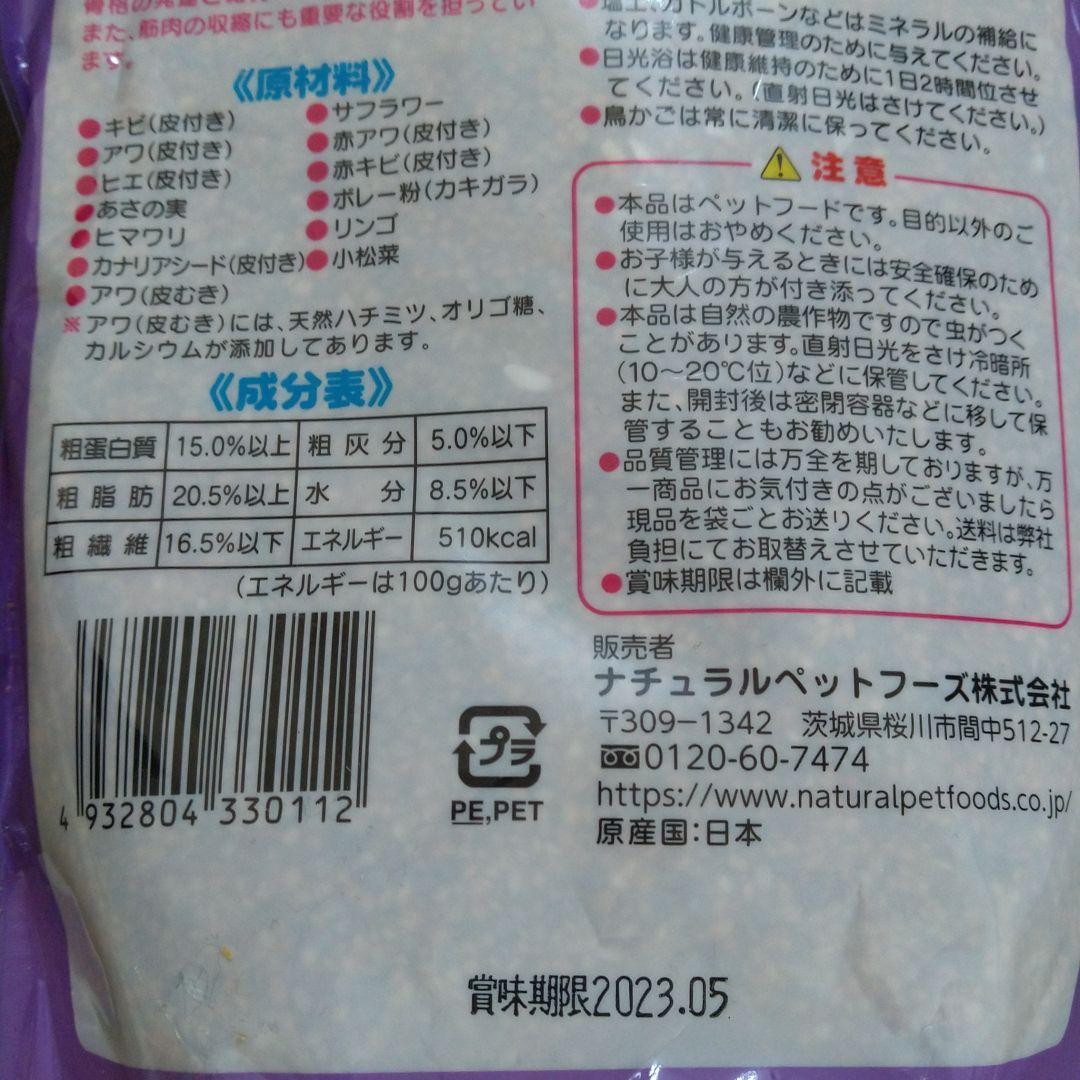 また、筋肉の収縮にも重要な役割を担ってい
ます。
《原材料》
●キビ(皮付き)
●アワ(皮付き)
●ヒエ(皮付き)
●あさの実
●ヒマワリ
●カナリアシード(皮付き)
●アワ(皮むき)
●サフラワー
●赤アワ(皮付き)
●赤キビ(皮付き)
●ボレー粉(カキガラ)
●リンゴ
●小松菜
※アワ(皮むき)には、天然ハチミツ、オリゴ糖、
カルシウムが添加してあります。
《成分表》
粗蛋白質 15.0%以上 粗灰分 5.0%以下
粗脂肪 20.5%以上 水分 8.5%以下
粗繊維 16.5%以下 エネルギー 510kcal
(エネルギーは100gあたり)
4 932804 330112
プラ
PE,PET
●塩土、カトルボーンなどはミネラルの補給に
なります。健康管理のために与えてください。
●日光浴は健康維持のために1日2時間位させ
てください。(直射日光はさけてください。)
●鳥かごは常に清潔に保ってください。
注意
●本品はペットフードです。目的以外のご
使用はおやめください。
●お子様が与えるときには安全確保のため
に大人の方が付き添ってください。
●本品は自然の農作物ですので虫がつく
ことがあります。直射日光をさけ冷暗所
(10〜20℃位)などに保管してください。
また、開封後は密閉容器などに移して保
管することもお勧めいたします。
●品質管理には万全を期しておりますが、万
一商品にお気付きの点がございましたら
現品を袋ごとお送りください。送料は弊社
負担にてお取替えさせていただきます。
●賞味期限は欄外に記載
販売者
ナチュラルペットフーズ株式会社
〒309-1342 茨城県桜川市間中512-27
0120-60-7474
https://www.naturalpetfoods.co.jp/
原産国:日本
賞味期限2023.05